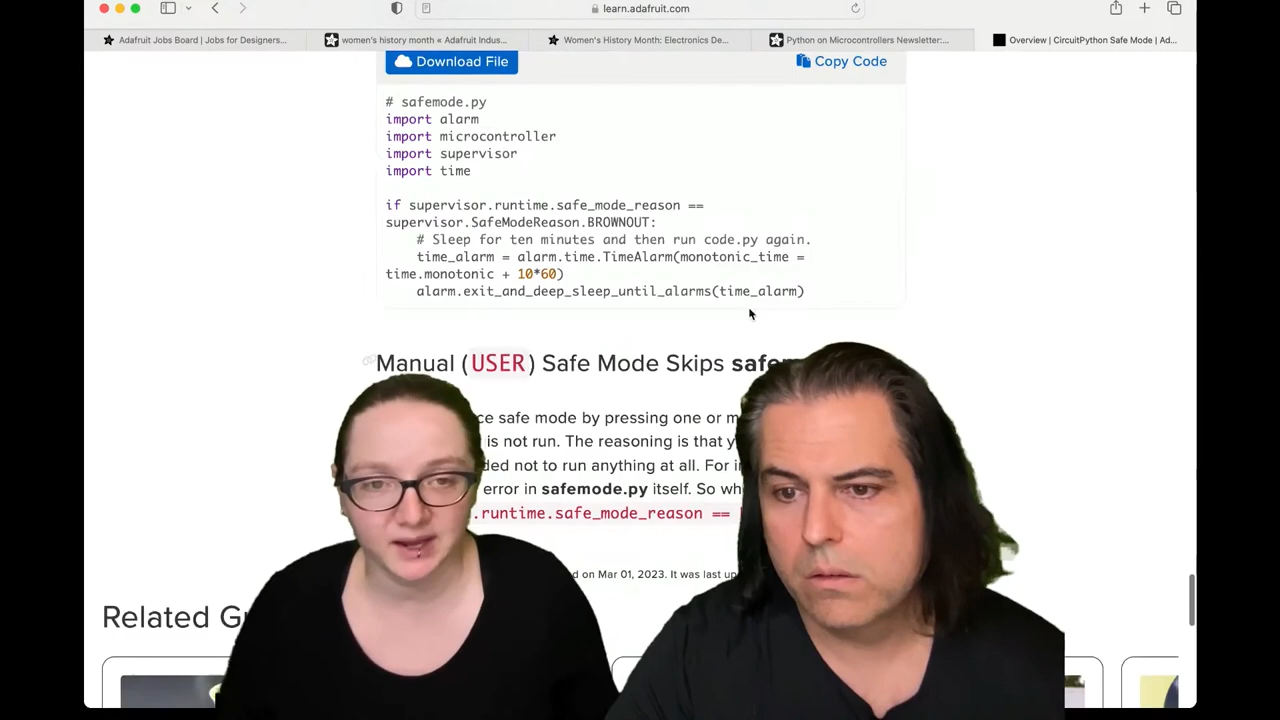 learn.adafruit.com
Adafruit Jobs Board | Jobs for Designers...
women's history month « Adafruit Indus...
Women's History Month: Electronics De...
Python on Microcontrollers Newsletter:...
Overview | CircuitPython Safe Mode | Ad...
Download File
Copy Code
# safemode.py
import alarm
import microcontroller
import supervisor
import time
if supervisor.runtime.safe_mode_reason ==
supervisor.SafeModeReason.BROWNOUT:
# Sleep for ten minutes and then run code.py again.
time_alarm = alarm.time.TimeAlarm(monotonic_time =
time.monotonic + 10*60)
alarm.exit_and_deep_sleep_until_alarms(time_alarm)
Manual (USER) Safe Mode Skips safem
ce safe mode by pressing one or m
is not run. The reasoning is that y
ded not to run anything at all. For in
error in safemode.py itself. So wh
.runtime.safe_mode_reason ==
d on Mar 01, 2023. It was last up
Related Gu